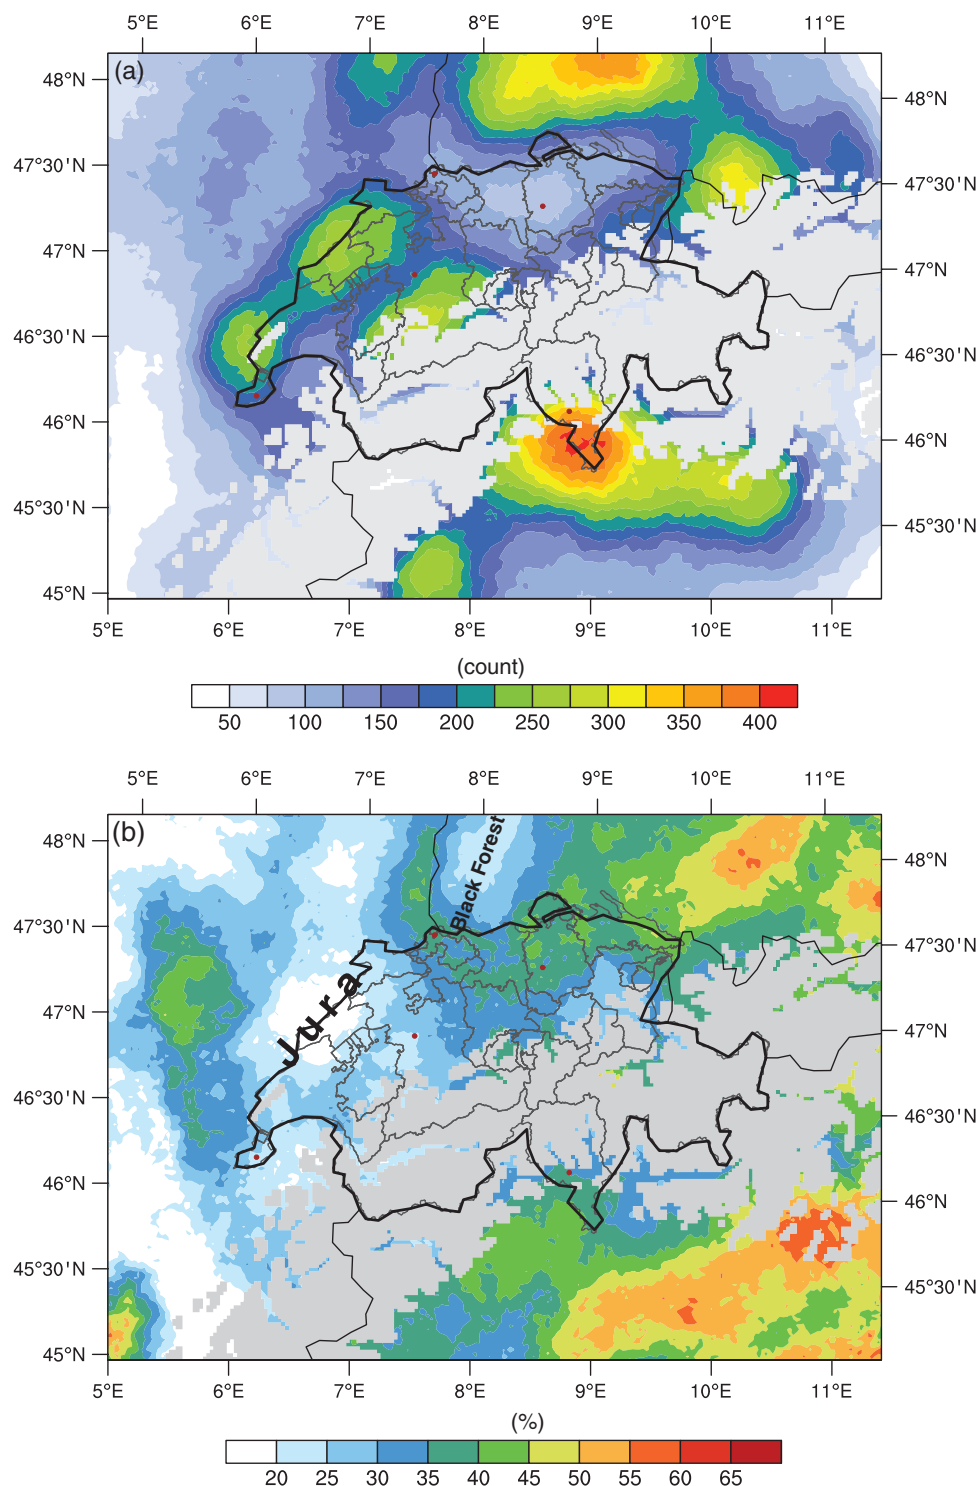 5°E 6°E 7°E 8°E 9°E 10°E 11°E
(a)
48°N
48°N
47°30'N
47°30'N
47°N
47°N
46°30'N
46°30'N
46°N
46°N
45°30'N
45°30'N
45°N
5°E 6°E 7°E 8°E 9°E 10°E 11°E
(count)
50 100 150 200 250 300 350 400
5°E 6°E 7°E 8°E 9°E 10°E 11°E
(b)
Black Forest
48°N
48°N
47°30'N
47°30'N
Jura
47°N
47°N
46°30'N
46°30'N
46°N
46°N
45°30'N
45°30'N
45°N
5°E 6°E 7°E 8°E 9°E 10°E 11°E
(%)
20 25 30 35 40 45 50 55 60 65